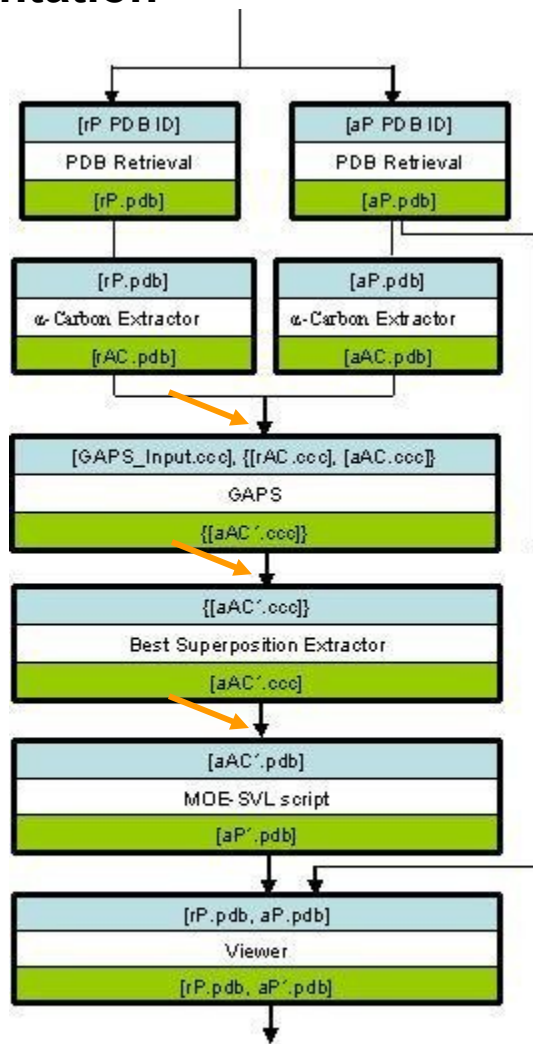 [rP PDB ID]
PDB Retrieval
[rP.pdb]
[aP PDB ID]
PDB Retrieval
[aP.pdb]
[rP.pdb]
α-Carbon Extractor
[rAC.pdb]
[aP.pdb]
α-Carbon Extractor
[aAC.pdb]
[GAPS_Input.ccc], {[rAC.ccc], [aAC.ccc]}
GAPS
{[aAC´.ccc]}
{[aAC´.ccc]}
Best Superposition Extractor
[aAC´.ccc]
[aAC´.pdb]
MOE-SVL script
[aP´.pdb]
[rP.pdb, aP.pdb]
Viewer
[rP.pdb, aP´.pdb]